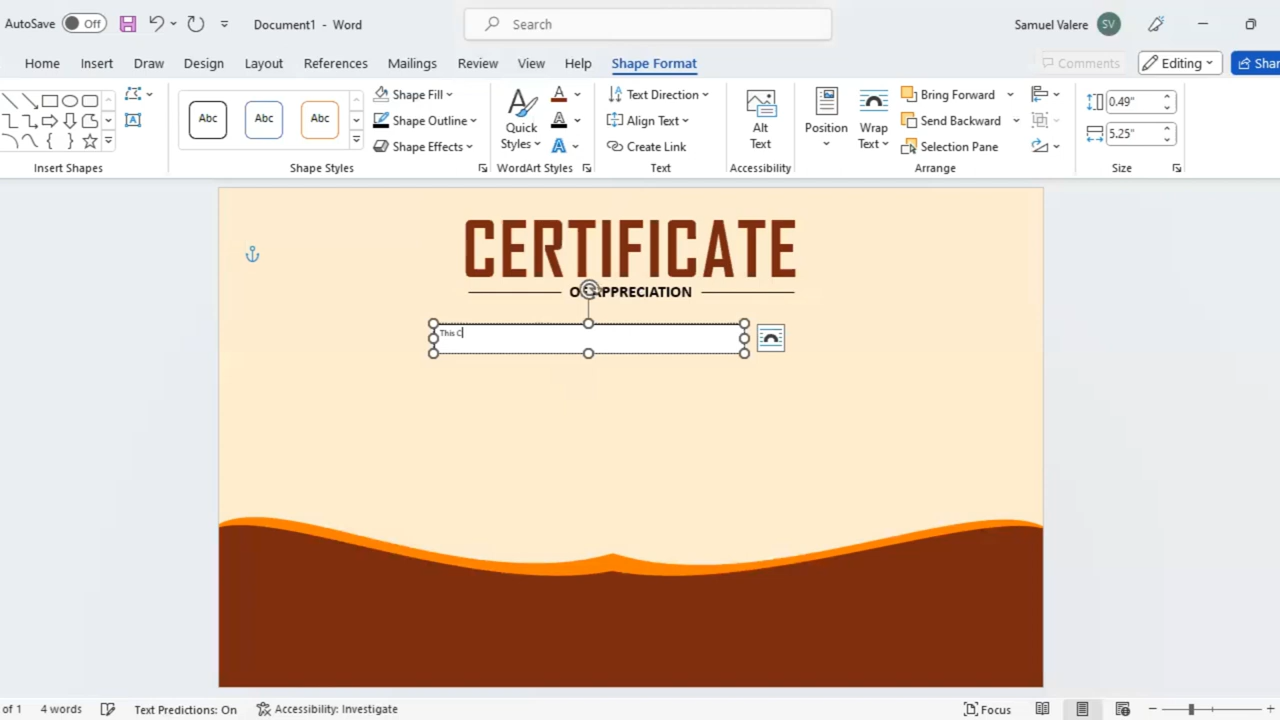 AutoSave Off Document1 - Word Search Samuel Valere SV
Home Insert Draw Design Layout References Mailings Review View Help Shape Format Comments Editing Shar
Abc Abc Abc
Shape Fill
Shape Outline
Shape Effects
Quick Styles
A
A
A
Text Direction
Align Text
Create Link
Alt Text
Position
Wrap Text
Bring Forward
Send Backward
Selection Pane
0.49"
5.25"
Insert Shapes Shape Styles WordArt Styles Text Accessibility Arrange Size
CERTIFICATE
OF APPRECIATION
This C
of 1 4 words Text Predictions: On Accessibility: Investigate Focus